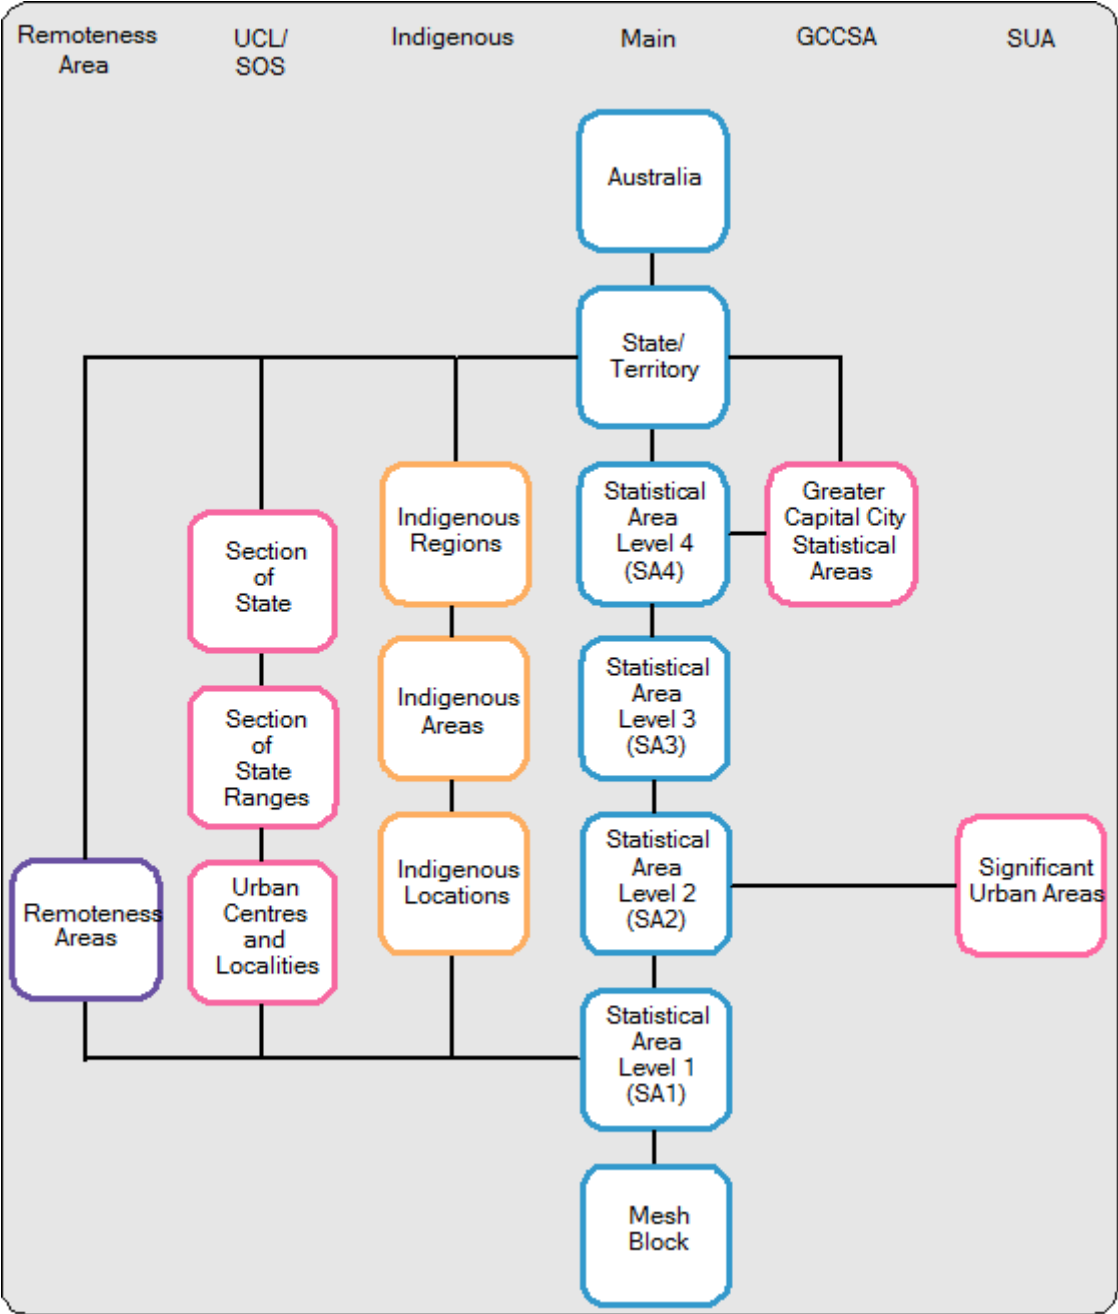 Remoteness
Area
UCL/
SOS
Indigenous
Main
GCCSA
SUA
Australia
State/
Territory
Statistical
Area
Level 4
(SA4)
Greater
Capital City
Statistical
Areas
Indigenous
Regions
Section
of
State
Statistical
Area
Level 3
(SA3)
Indigenous
Areas
Section
of
State
Ranges
Statistical
Area
Level 2
(SA2)
Significant
Urban Areas
Indigenous
Locations
Urban
Centres
and
Localities
Remoteness
Areas
Statistical
Area
Level 1
(SA1)
Mesh
Block